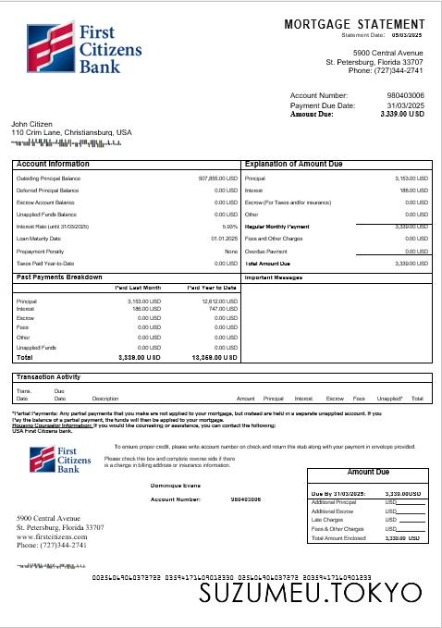 First
Citizens
Bank
MORTGAGE STATEMENT
Statement Date: 05/03/2025
5900 Central Avenue
St. Petersburg, Florida 33707
Phone: (727)344-2741
Account Number: 980403006
Payment Due Date: 31/03/2025
Amount Due: 3,339.00 USD
John Citizen
110 Crim Lane, Christiansburg, USA
Account Information
Outstanding Principal Balance 507,855.00 USD
Deferred Principal Balance 0.00 USD
Escrow Account Balance 0.00 USD
Unapplied Funds Balance 0.00 USD
Interest Rate (until 31/03/2025)
Loan Maturity Date 01.01.2025
Prepayment Penalty None
Taxes Paid Year-to-Date 0.00 USD
Explanation of Amount Due
Principal 3,153.00 USD
Interest 186.00 USD
Escrow (For Taxes and/or Insurance) 0.00 USD
Other 0.00 USD
Regular Monthly Payment 3,339.00 USD
Fees and Other Charges 0.00 USD
Overdue Payment 0.00 USD
Total Amount Due 3,339.00 USD
Past Payments Breakdown
Paid Last Month Paid Year to Date
Principal 3,153.00 USD 12,612.00 USD
Interest 186.00 USD 747.00 USD
Escrow 0.00 USD 0.00 USD
Fees 0.00 USD 0.00 USD
Other 0.00 USD 0.00 USD
Unapplied Funds 0.00 USD 0.00 USD
Total 3,339.00 USD 13,359.00 USD
Important Messages
Transaction Activity
Trans. Due
Date Date Description Amount Principal Interest Escrow Fees Unapplied* Total
*Partial Payments: Any partial payments that you make are not applied to your mortgage, but instead are held in a separate unapplied account. If you
Pay the balance of a partial payment, the funds will then be applied to your mortgage.
Housing Counselor Information: If you would like counseling or assistance, you can contact the following:
USA First Citizens bank.
First
Citizens
Bank
To ensure proper credit, please write account number on check and return this stub along with your payment in envelope provided.
Please check this box and complete reverse side if there
is a change in billing address or insurance information.
Dominique Evans
Account Number: 980403006
Amount Due
Due By 31/03/2025: 3,339.00USD
Additional Principal
Additional Escrow
Late Charges
Fees & Other Charges
Total Amount Enclosed 3,339.00 USD
5900 Central Avenue
St. Petersburg, Florida 33707
www.firstcitizens.com
Phone: (727)344-2741
SUZUMEU.TOKYO